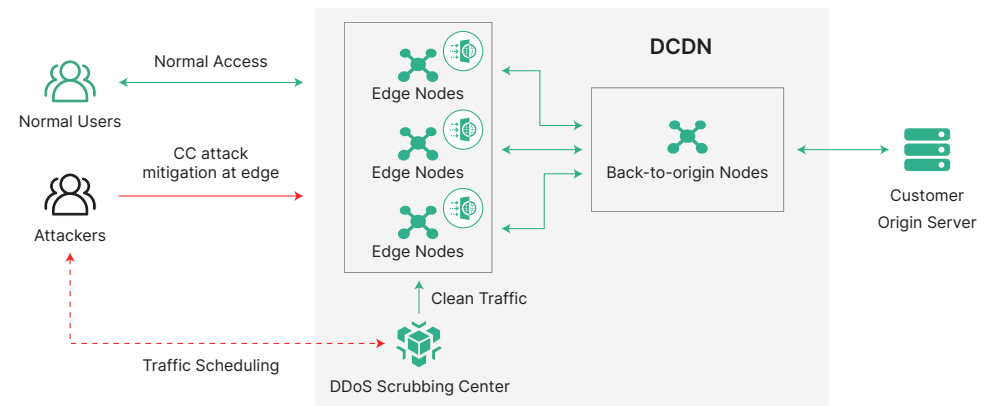 DCDN
Normal Access
Normal Users
CC attack
mitigation at edge
Attackers
Edge Nodes
Edge Nodes
Edge Nodes
Back-to-origin Nodes
Customer
Origin Server
Clean Traffic
Traffic Scheduling
DDoS Scrubbing Center